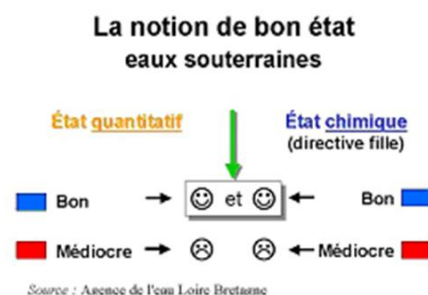 La notion de bon état
eaux souterraines
État quantitatif
État chimique
(directive fille)
Bon
et
Bon
Médiocre
Médiocre
Source : Agence de l'eau Loire Bretagne